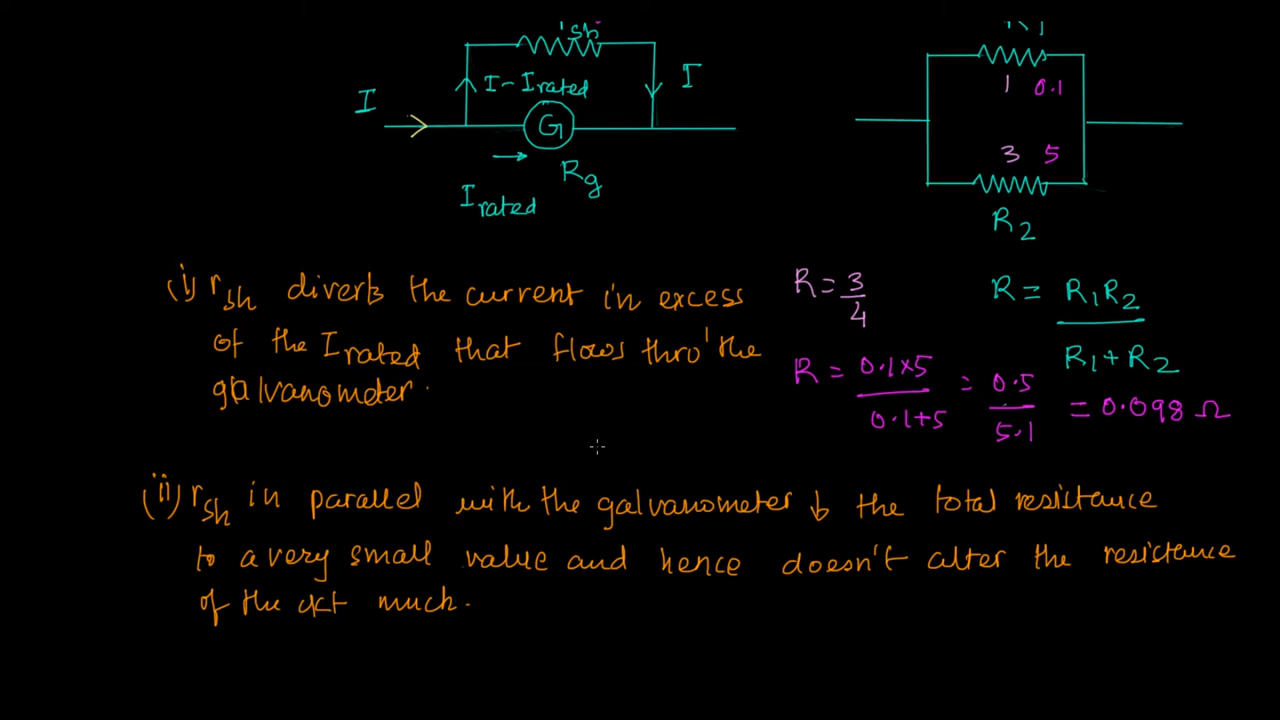 rsh
R1
I - Irated
I
I
G
1 0.1
Rg
3 5
Irated
R2
(i) rsh diverts the current in excess
of the Irated that flows thro' the
galvanometer.
R = 3/4
R = R1R2 / R1 + R2
R = 0.1x5 / 0.1+5 = 0.5 / 5.1 = 0.098 Ω
(ii) rsh in parallel with the galvanometer ↓ the total resistance
to a very small value and hence doesn't alter the resistance
of the ckt much.